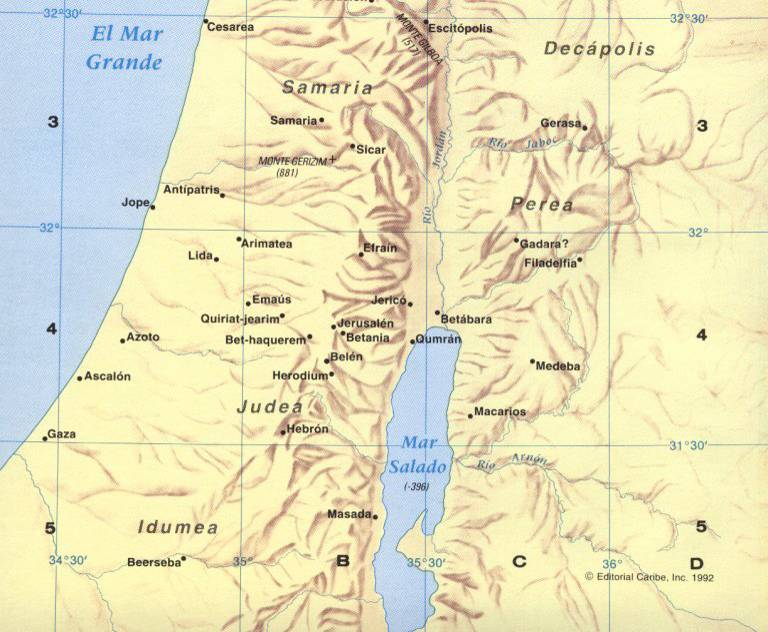 32°30'
Cesarea
El Mar
Grande
MONTE GILBOA
(517)
Escitópolis
Decápolis
32°30'
Samaria
3
Samaria
Sicar
MONTE GERIZIM
(881)
Jordán
Río
Río Jaboc
Gerasa
3
Antípatris
Jope
Perea
32°
32°
Arimatea
Lida
Efraín
Gadara?
Filadelfia
Emaús
Quiriat-jearim
Jericó
Betábara
4
Azoto
Bet-haquerem
Jerusalén
Betania
Qumrán
4
Belén
Medeba
Ascalón
Herodium
Judea
Macarios
Gaza
Hebrón
Mar
Salado
(-396)
31°30'
Río Arnón
5
Idumea
Masada
5
34°30'
Beerseba
35°
B
35°30'
C
36°
D
© Editorial Caribe, Inc. 1992